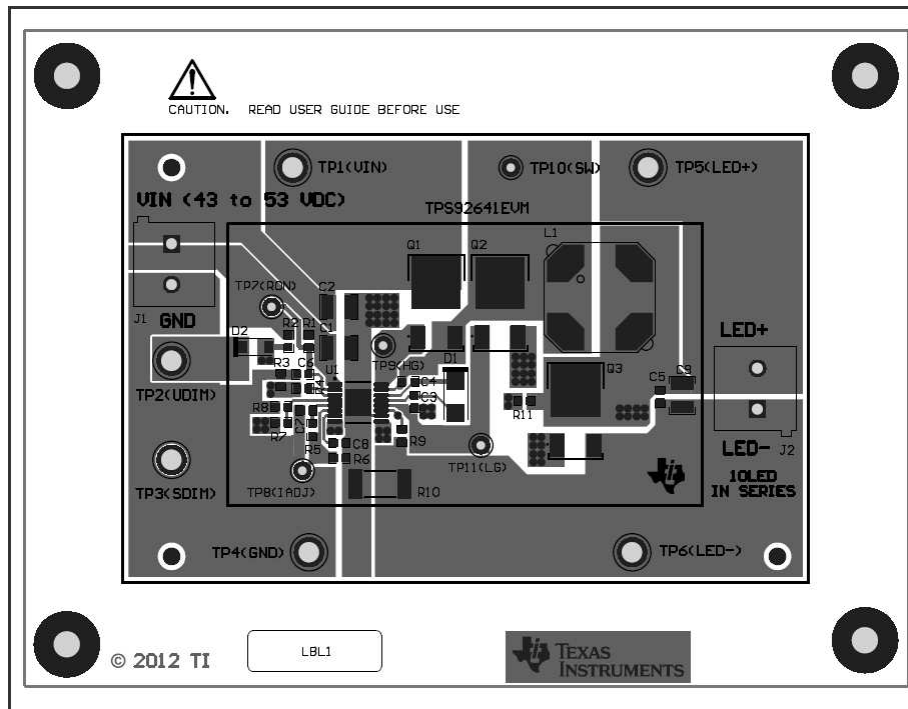 CAUTION. READ USER GUIDE BEFORE USE
TP1(VIN)
TP10(SW)
TP5(LED+)
VIN (43 to 53 VDC)
TPS92641EVM
L1
Q1
Q2
TP7(RON)
C2
J1
GND
D2
R2
R1
C1
LED+
TP9(HG)
D1
Q3
R3
C6
U1
C4
C5
C9
TP2(UDIM)
C3
R11
R8
R7
C7
R5
C8
R9
R6
LED-
J2
TP3(SDIM)
TP8(IADJ)
TP11(LG)
R10
10LED
IN SERIES
TP4(GND)
TP6(LED-)
© 2012 TI
LBL1
TEXAS
INSTRUMENTS